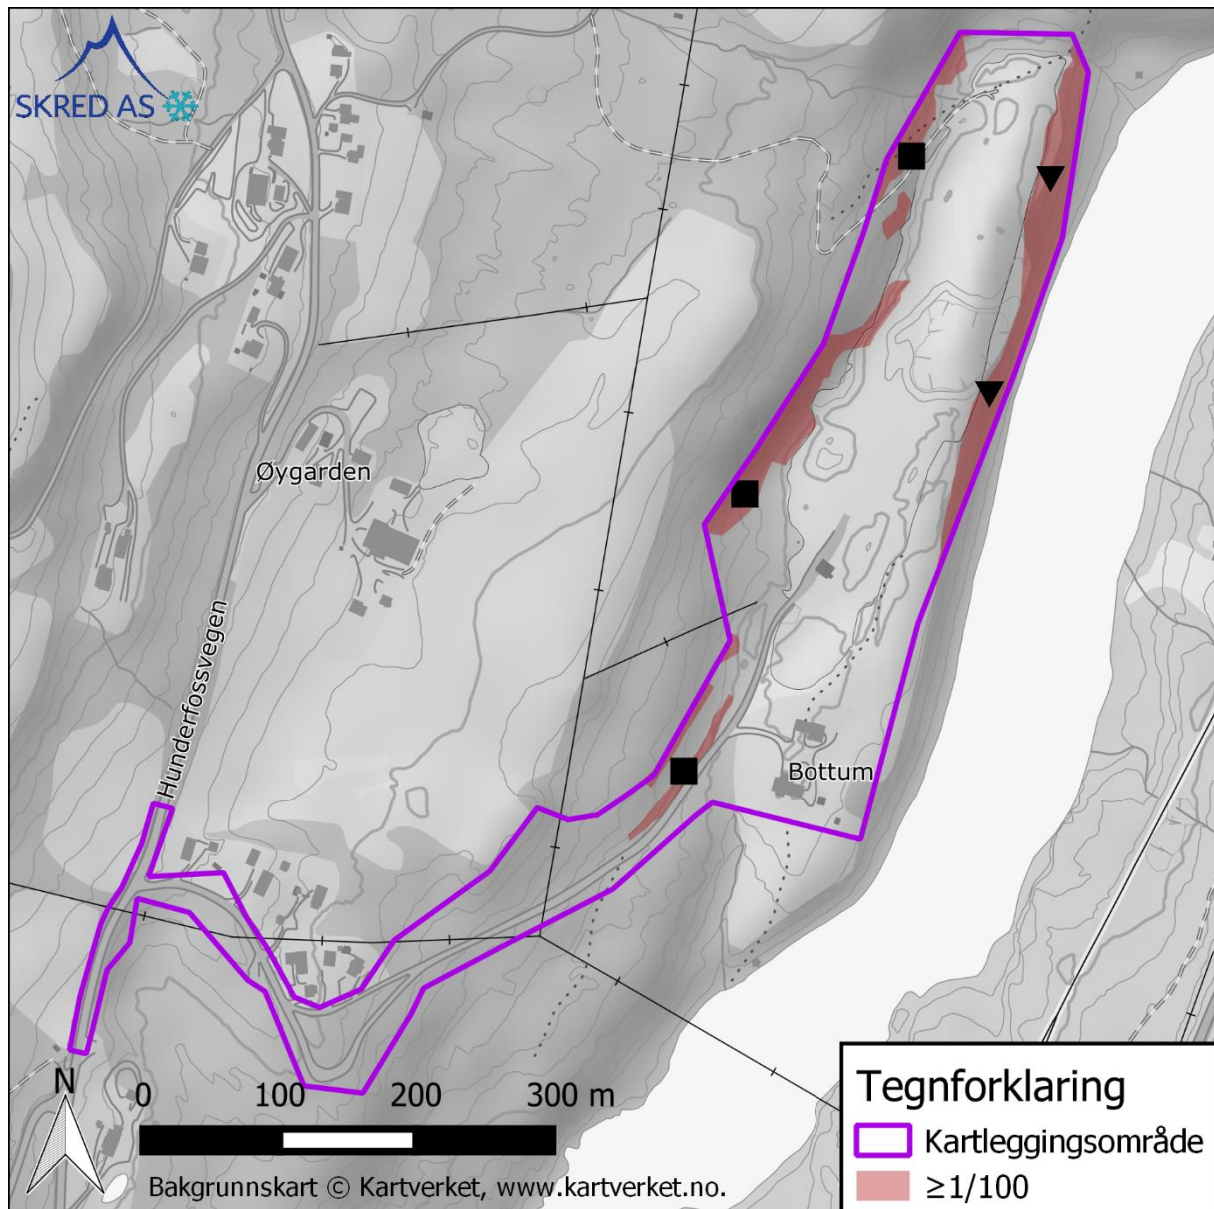 SKRED AS
Øygarden
Hunderfossvegen
Bottum
N
0 100 200 300 m
Bakgrunnskart © Kartverket, www.kartverket.no.
Tegnforklaring
Kartleggingsområde
≥1/100